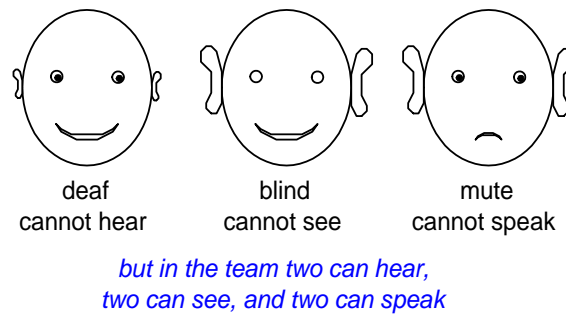 deaf
cannot hear
blind
cannot see
mute
cannot speak
but in the team two can hear,
two can see, and two can speak